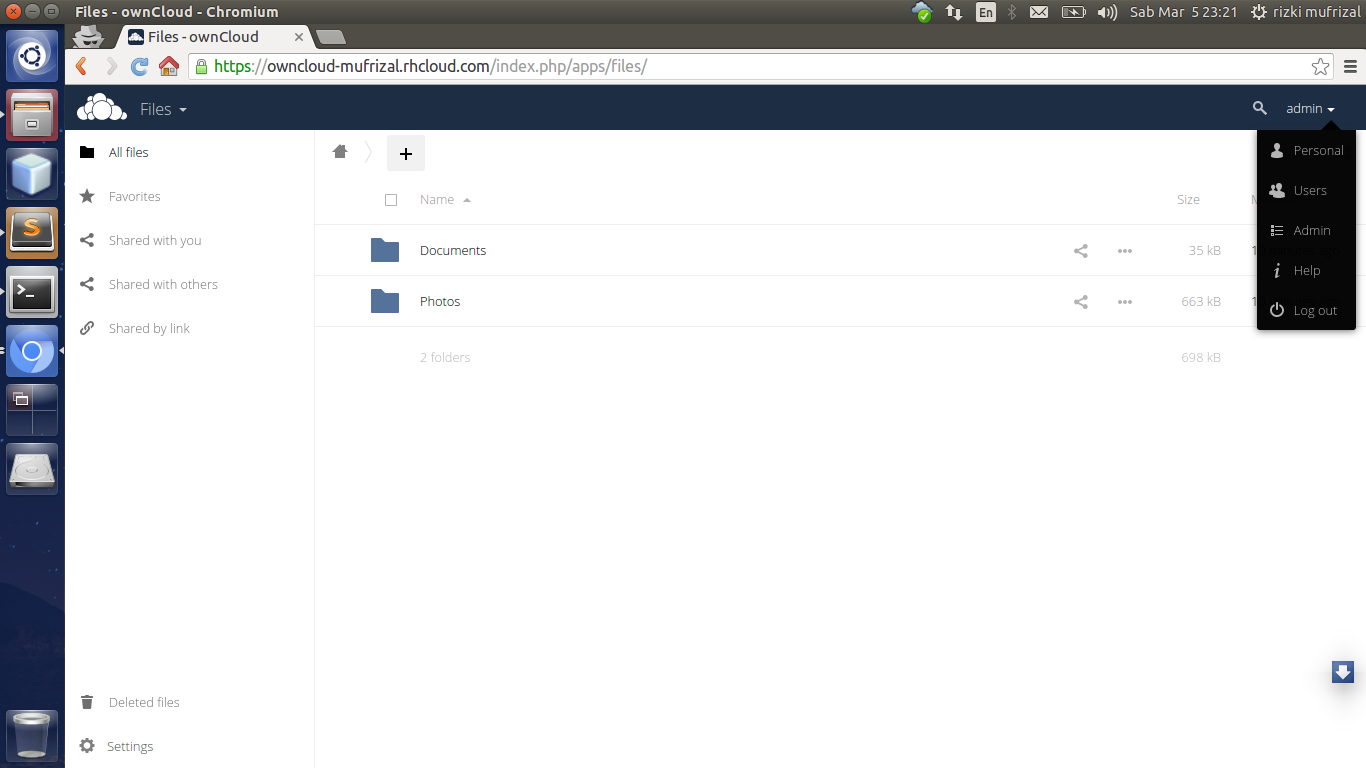 Files - ownCloud - Chromium
En
Sab Mar 5 23:21
rizki mufrizal
Files - ownCloud
https://owncloud-mufrizal.rhcloud.com/index.php/apps/files/
Files
admin
Personal
Users
Admin
Help
Log out
All files
Favorites
Shared with you
Shared with others
Shared by link
Deleted files
Settings
+
Name
Size
Documents
35 kB
Photos
663 kB
2 folders
698 kB